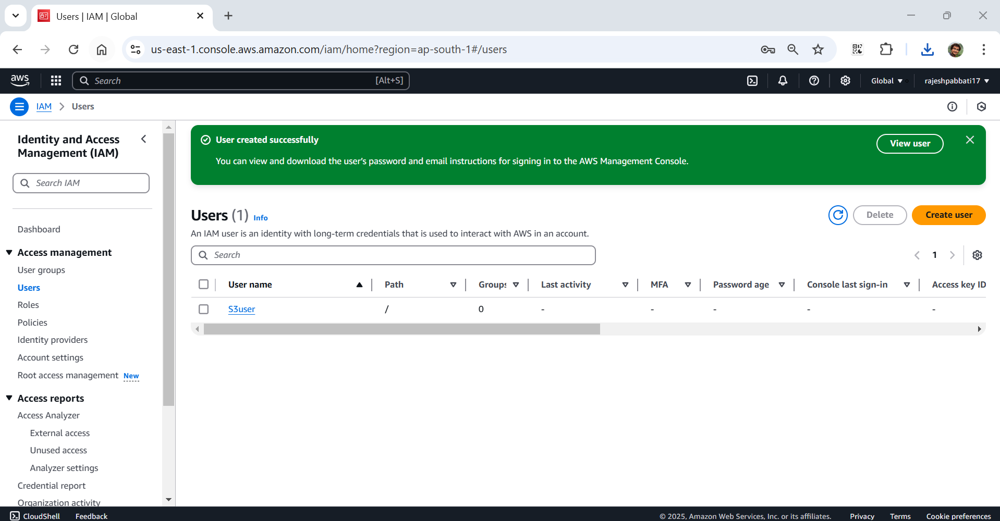 Users | IAM | Global
us-east-1.console.aws.amazon.com/iam/home?region=ap-south-1#/users
aws
Search [Alt+S]
Global
rajeshpabbati17
IAM > Users
Identity and Access
Management (IAM)
Search IAM
Dashboard
Access management
User groups
Users
Roles
Policies
Identity providers
Account settings
Root access management New
Access reports
Access Analyzer
External access
Unused access
Analyzer settings
Credential report
Organization activity
User created successfully
You can view and download the user's password and email instructions for signing in to the AWS Management Console.
View user
Users (1) Info
An IAM user is an identity with long-term credentials that is used to interact with AWS in an account.
Delete
Create user
Search
1
User name Path Groups Last activity MFA Password age Console last sign-in Access key ID
S3user / 0 - - - - -
CloudShell Feedback © 2025, Amazon Web Services, Inc. or its affiliates. Privacy Terms Cookie preferences